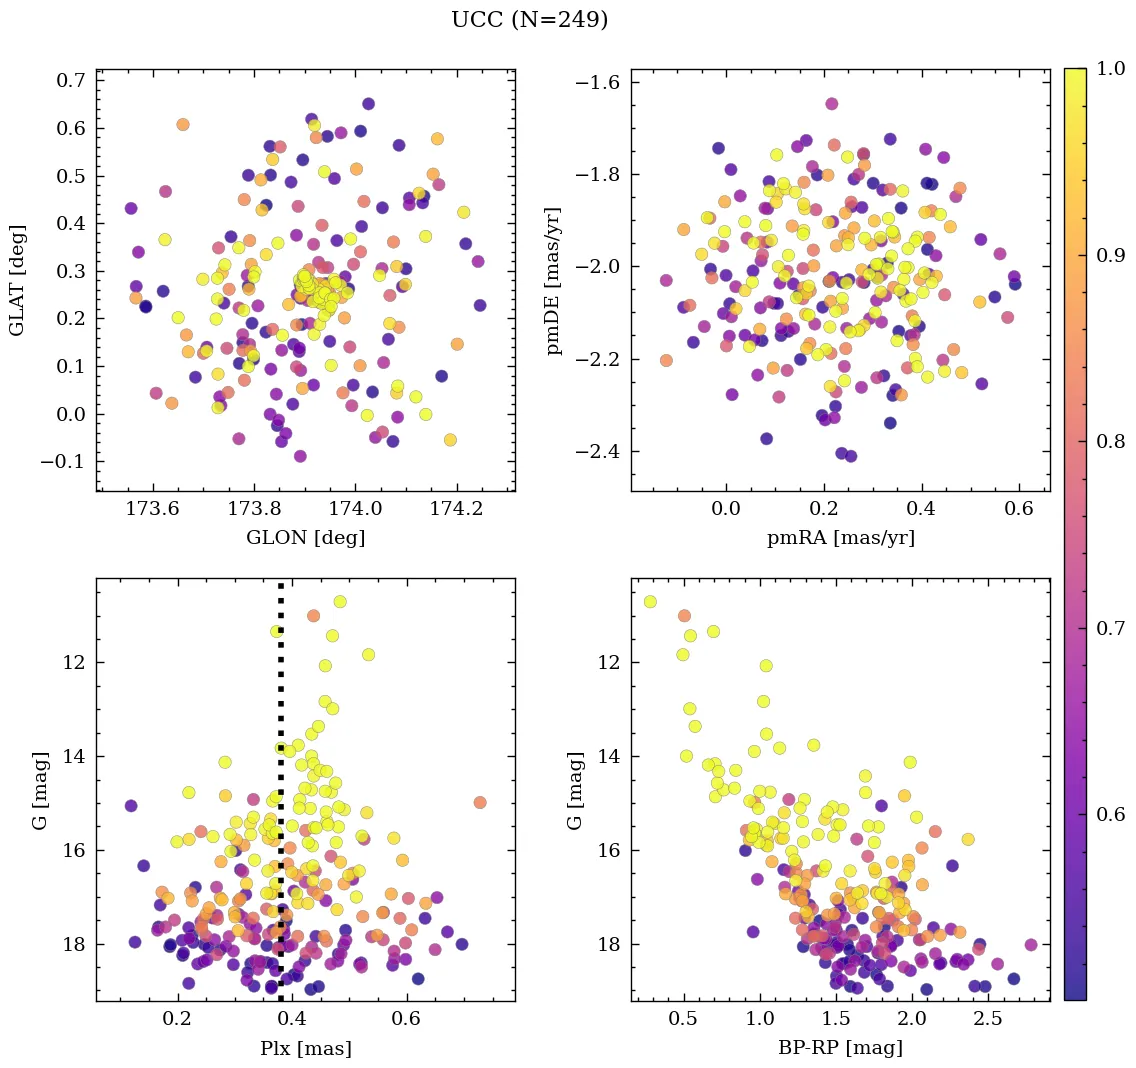 UCC (N=249)
0.7
0.6
0.5
0.4
0.3
0.2
0.1
0.0
−0.1
GLAT [deg]
173.6 173.8 174.0 174.2
GLON [deg]
−1.6
−1.8
−2.0
−2.2
−2.4
pmDE [mas/yr]
0.0 0.2 0.4 0.6
pmRA [mas/yr]
1.0
0.9
0.8
0.7
0.6
12
14
16
18
G [mag]
0.2 0.4 0.6
Plx [mas]
12
14
16
18
G [mag]
0.5 1.0 1.5 2.0 2.5
BP-RP [mag]